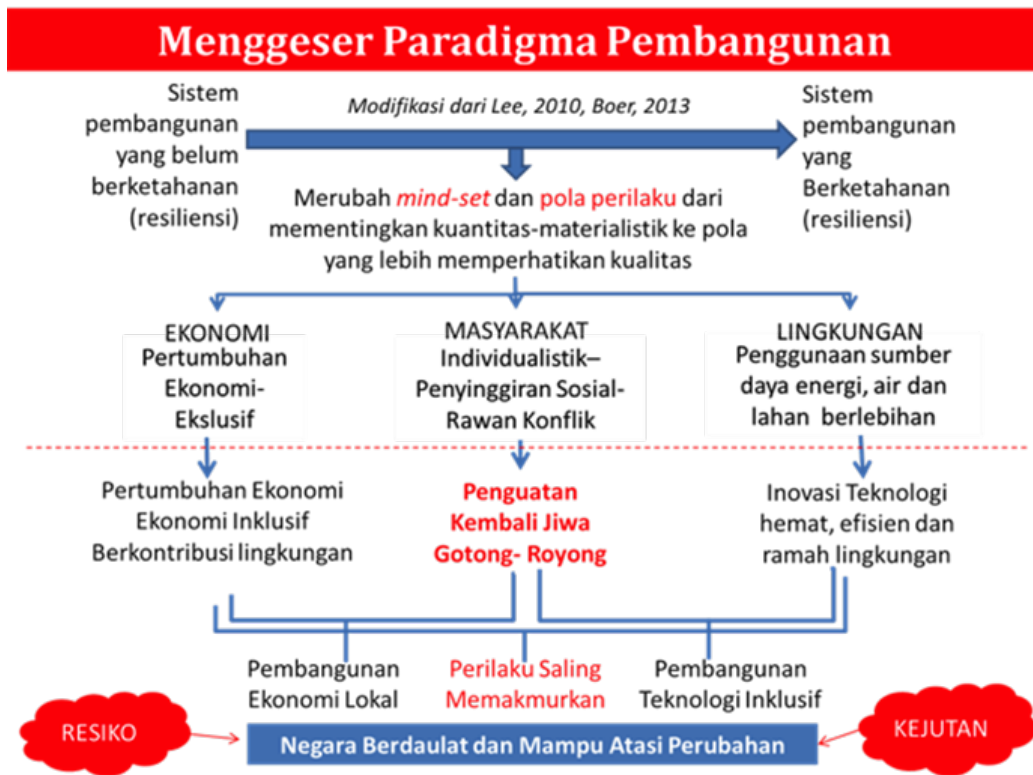 Menggeser Paradigma Pembangunan
Sistem
pembangunan
yang belum
berketahanan
(resiliensi)
Modifikasi dari Lee, 2010, Boer, 2013
Sistem
pembangunan
yang
Berketahanan
(resiliensi)
Merubah mind-set dan pola perilaku dari
mementingkan kuantitas-materialistik ke pola
yang lebih memperhatikan kualitas
EKONOMI
Pertumbuhan
Ekonomi-
Ekslusif
MASYARAKAT
Individualistik–
Penyinggiran Sosial-
Rawan Konflik
LINGKUNGAN
Penggunaan sumber
daya energi, air dan
lahan berlebihan
Pertumbuhan Ekonomi
Ekonomi Inklusif
Berkontribusi lingkungan
Penguatan
Kembali Jiwa
Gotong- Royong
Inovasi Teknologi
hemat, efisien dan
ramah lingkungan
Pembangunan
Ekonomi Lokal
Perilaku Saling
Memakmurkan
Pembangunan
Teknologi Inklusif
RESIKO
Negara Berdaulat dan Mampu Atasi Perubahan
KEJUTAN